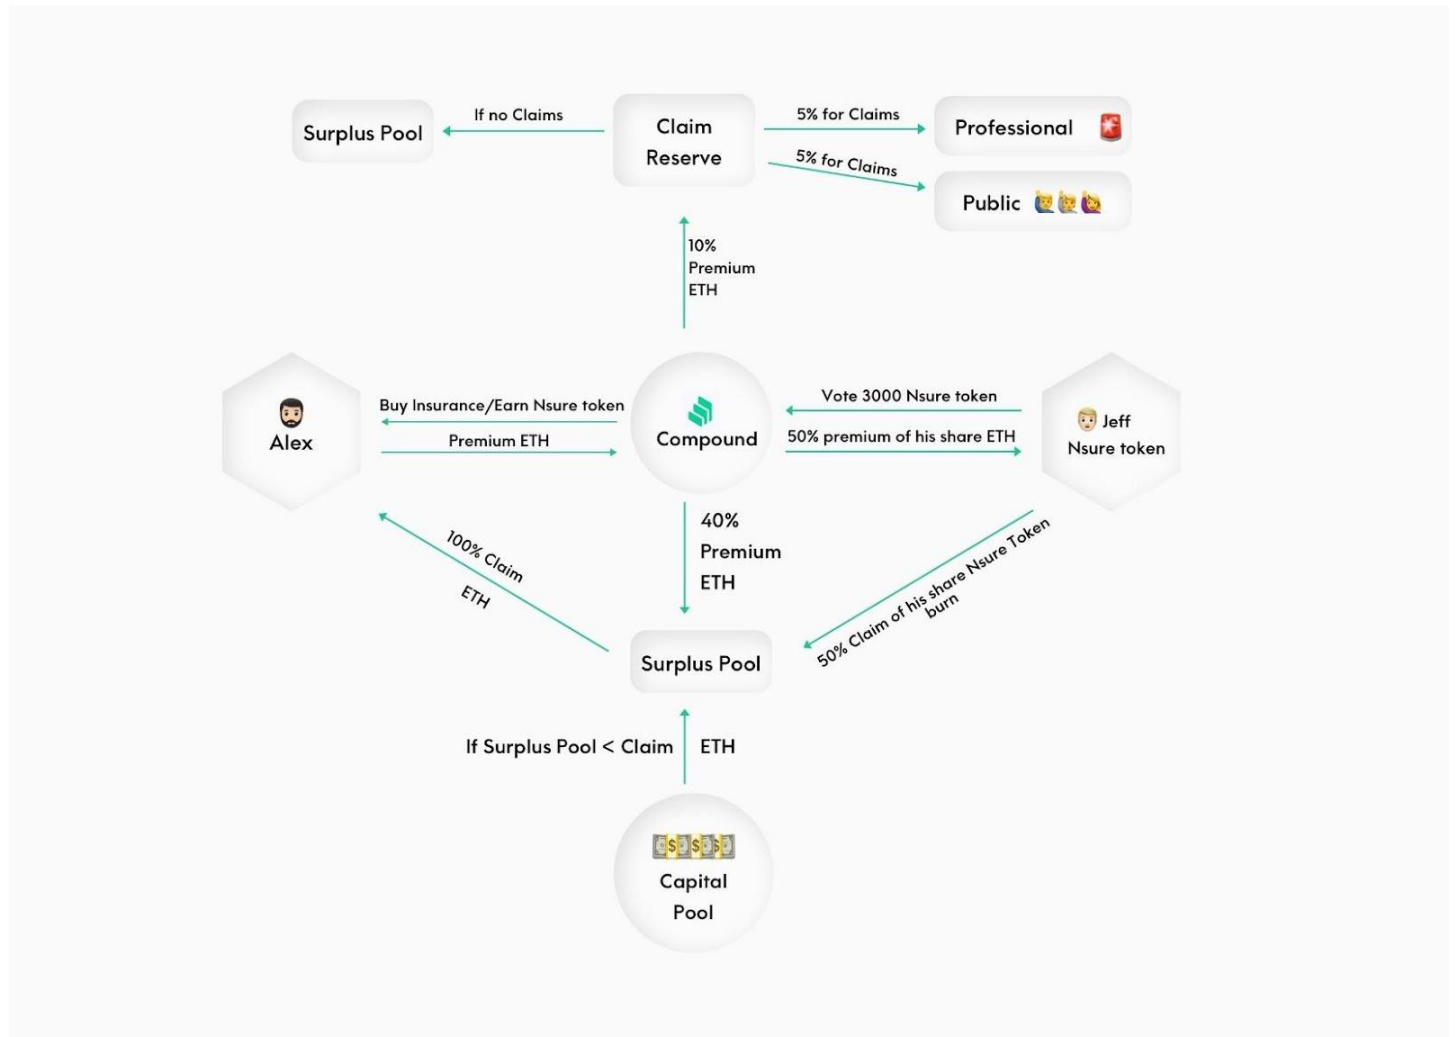 If no Claims
Surplus Pool
Claim
Reserve
5% for Claims
Professional
5% for Claims
Public
10%
Premium
ETH
Alex
Buy Insurance/Earn Nsure token
Premium ETH
Compound
Vote 3000 Nsure token
50% premium of his share ETH
Jeff
Nsure token
100% Claim
ETH
40%
Premium
ETH
50% Claim of his share Nsure Token
burn
Surplus Pool
If Surplus Pool < Claim
ETH
Capital
Pool